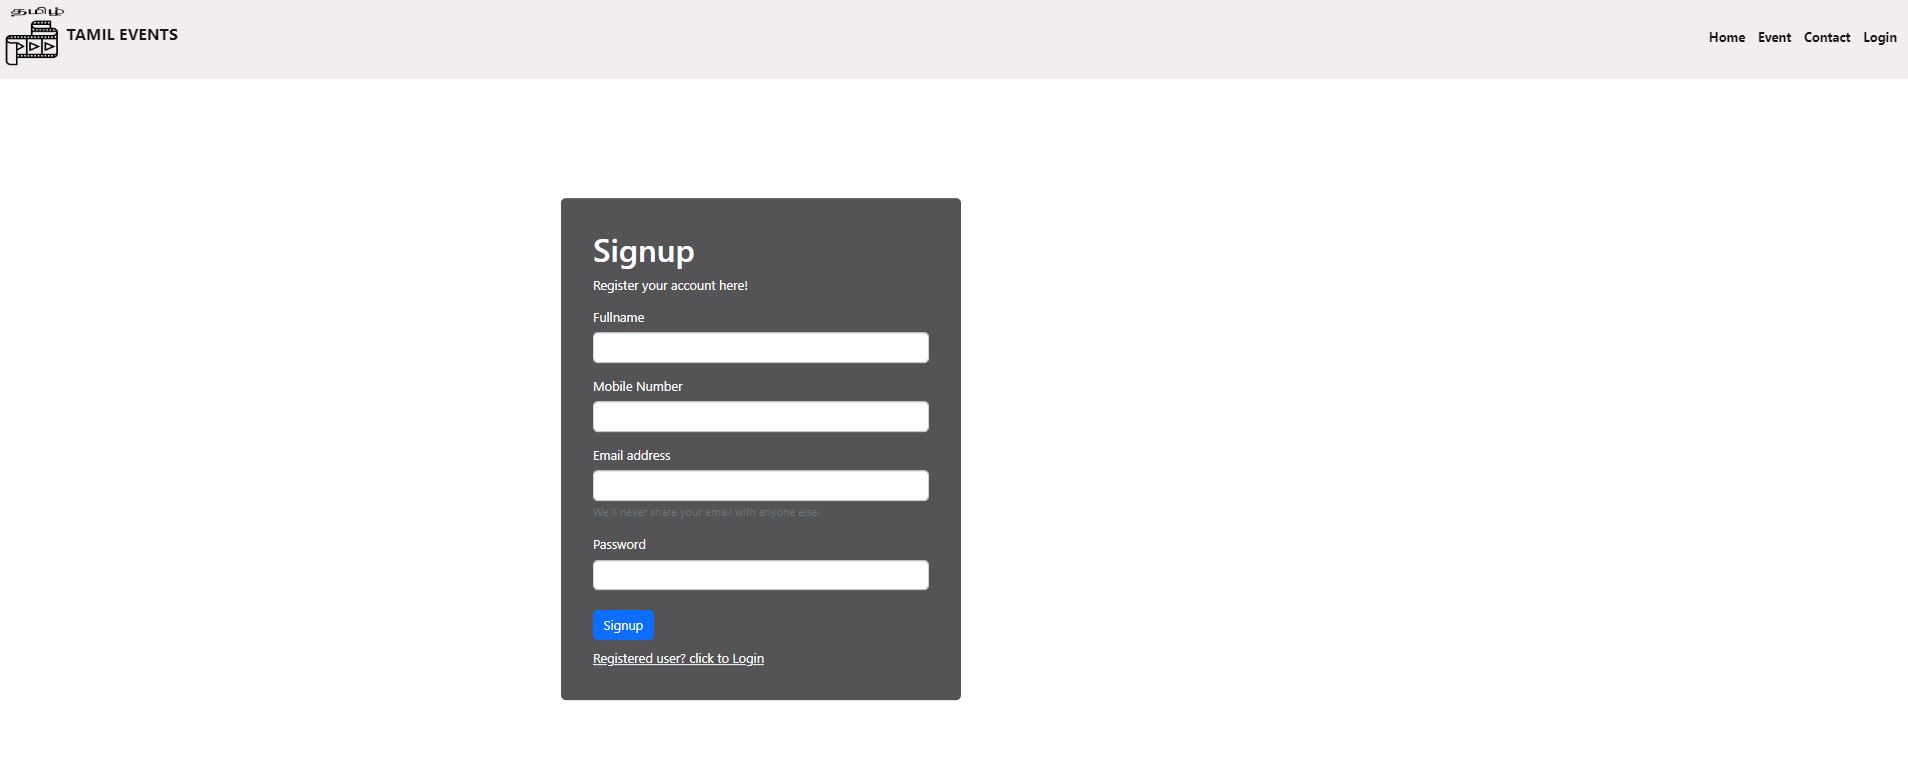 தமிழ்
TAMIL EVENTS
Home Event Contact Login
Signup
Register your account here!
Fullname
Mobile Number
Email address
We'll never share your email with anyone else.
Password
Signup
Registered user? click to Login